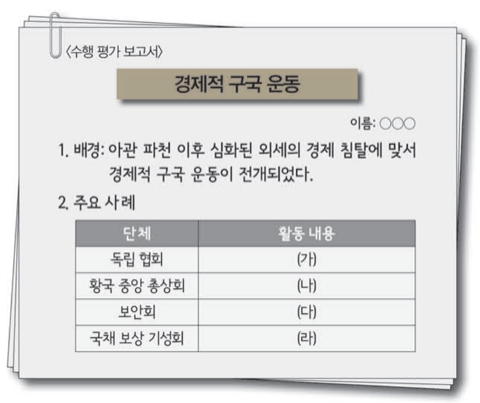 <수행 평가 보고서>
경제적 구국 운동
이름: ○○○
1. 배경: 아관 파천 이후 심화된 외세의 경제 침탈에 맞서
경제적 구국 운동이 전개되었다.
2. 주요 사례
단체 활동 내용
독립 협회 (가)
황국 중앙 총상회 (나)
보안회 (다)
국채 보상 기성회 (라)